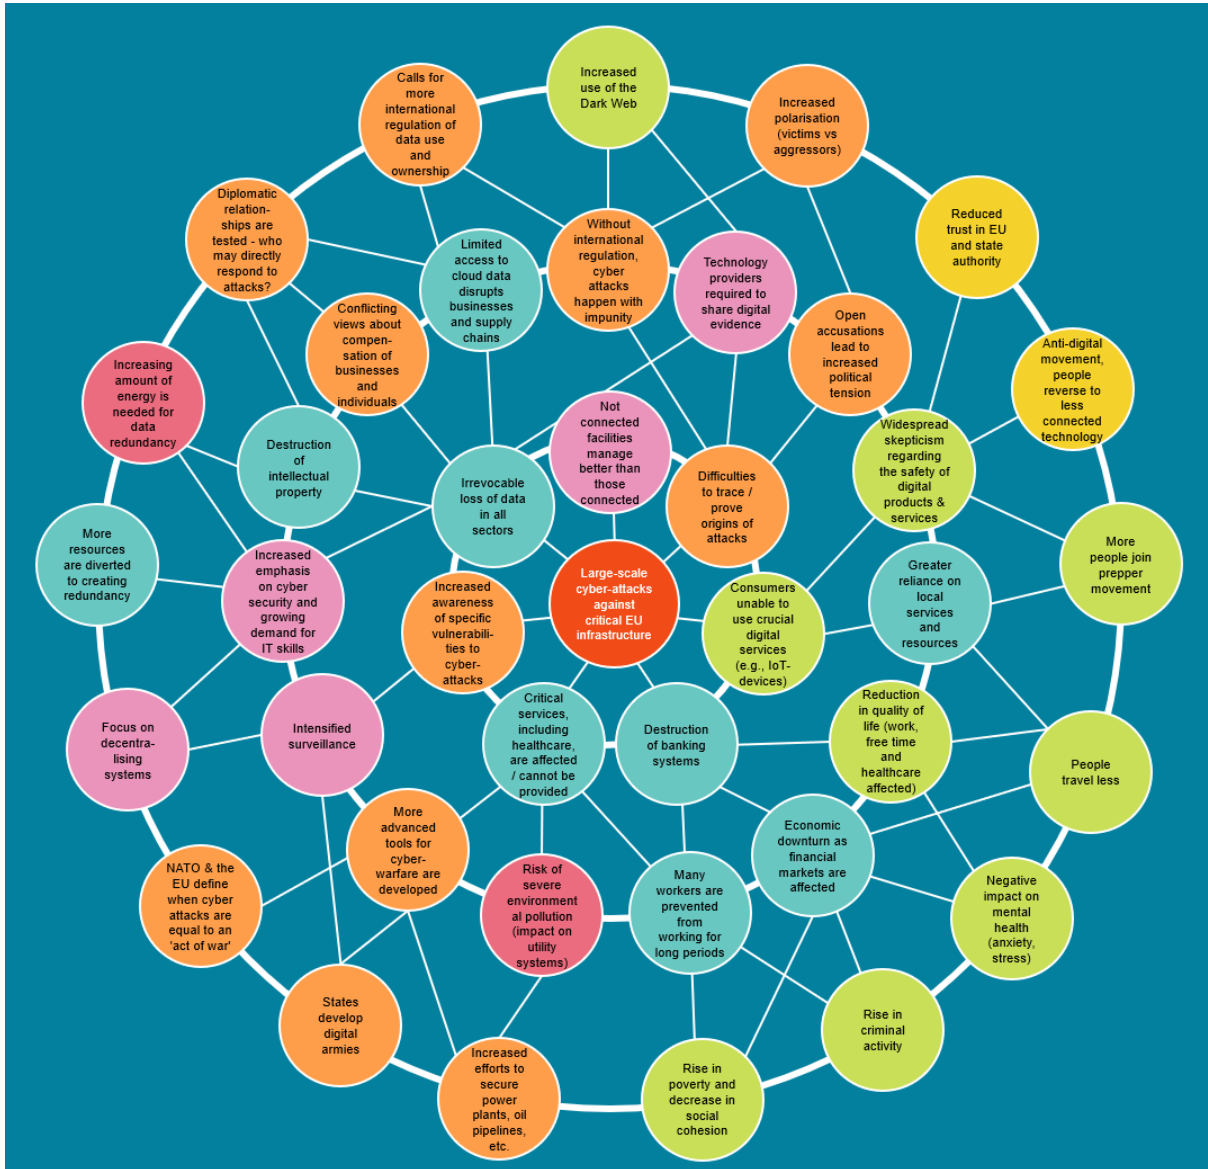 Increased
use of the
Dark Web
Calls for
more
international
regulation of
data use
and
ownership
Increased
polarisation
(victims vs
aggressors)
Diplomatic
relation-
ships are
tested - who
may directly
respond to
attacks?
Limited
access to
cloud data
disrupts
businesses
and supply
chains
Without
international
regulation,
cyber
attacks
happen with
impunity
Technology
providers
required to
share digital
evidence
Reduced
trust in EU
and state
authority
Conflicting
views about
compen-
sation of
businesses
and
individuals
Open
accusations
lead to
increased
political
tension
Increasing
amount of
energy is
needed for
data
redundancy
Anti-digital
movement,
people
reverse to
less
connected
technology
Destruction
of
intellectual
property
Irrevocable
loss of data
in all
sectors
Not
connected
facilities
manage
better than
those
connected
Difficulties
to trace /
prove
origins of
attacks
Widespread
skepticism
regarding
the safety of
digital
products &
services
More
resources
are diverted
to creating
redundancy
Increased
emphasis
on cyber
security and
growing
demand for
IT skills
Increased
awareness
of specific
vulnerabili-
ties to
cyber-
attacks
Large-scale
cyber-attacks
against
critical EU
infrastructure
Consumers
unable to
use crucial
digital
services
(e.g., IoT-
devices)
Greater
reliance on
local
services
and
resources
More
people join
prepper
movement
Focus on
decentra-
lising
systems
Intensified
surveillance
Critical
services,
including
healthcare,
are affected
/ cannot be
provided
Destruction
of banking
systems
Reduction
in quality of
life (work,
free time
and
healthcare
affected)
People
travel less
More
advanced
tools for
cyber-
warfare are
developed
Risk of
severe
environment
al pollution
(impact on
utility
systems)
Many
workers are
prevented
from
working for
long periods
Economic
downturn as
financial
markets are
affected
Negative
impact on
mental
health
(anxiety,
stress)
NATO & the
EU define
when cyber
attacks are
equal to an
'act of war'
States
develop
digital
armies
Increased
efforts to
secure
power
plants, oil
pipelines,
etc.
Rise in
poverty and
decrease in
social
cohesion
Rise in
criminal
activity